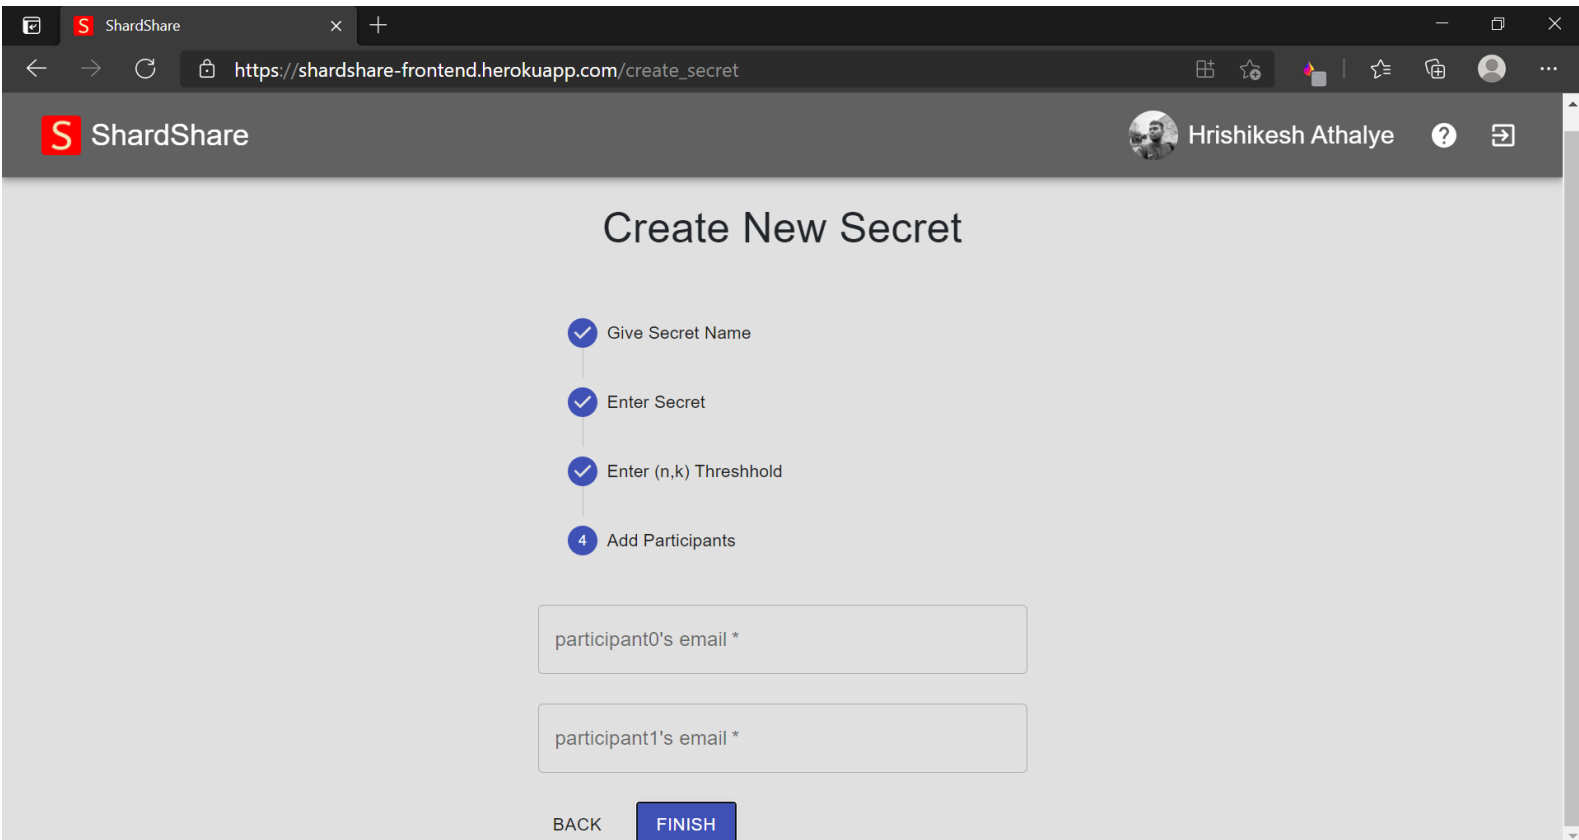 S ShardShare
https://shardshare-frontend.herokuapp.com/create_secret
S ShardShare Hrishikesh Athalye ?
Create New Secret
Give Secret Name
Enter Secret
Enter (n,k) Threshhold
4 Add Participants
participant0's email *
participant1's email *
BACK FINISH